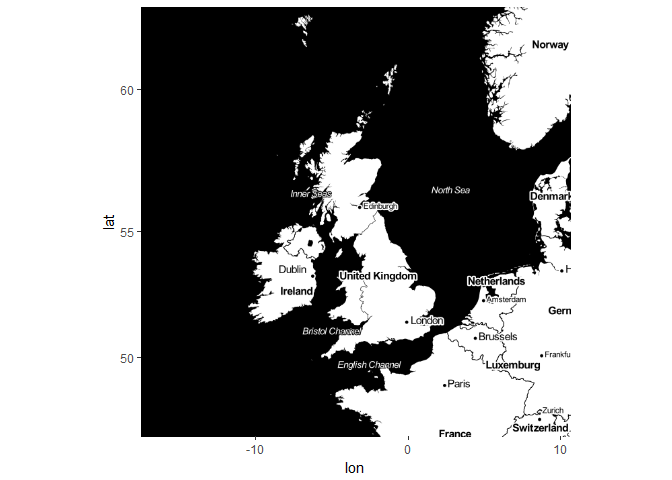 Norway
60
Inner Seas
North Sea
Denmark
Edinburgh
lat
55
Dublin
United Kingdom
H
Netherlands
Ireland
Amsterdam
Gern
London
Bristol Channel
Brussels
50
English Channel
Luxemburg
Frankfu
Paris
Zurich
Switzerland
France
-10
0
10
lon